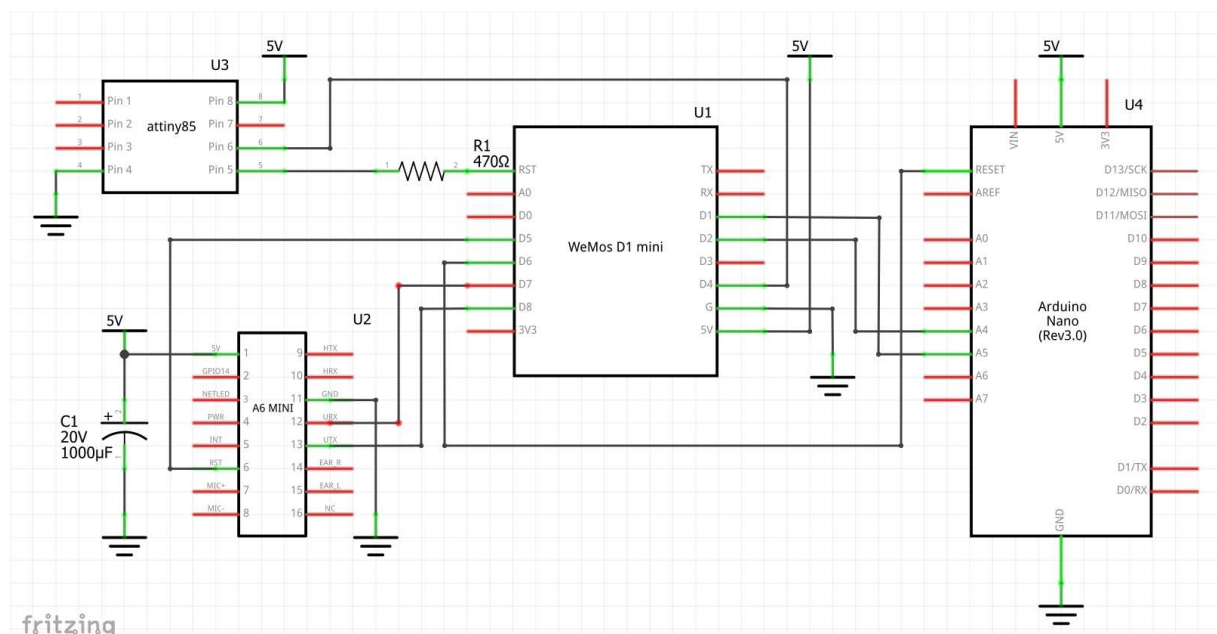 5V
5V
5V
U3
1 Pin 1 Pin 8 8
2 Pin 2 Pin 7 7
attiny85
3 Pin 3 Pin 6 6
4 Pin 4 Pin 5 5
U1
U4
VIN
5V
3V3
R1
470Ω
1
2
RST
A0
D0
D5
D6
D7
D8
3V3
WeMos D1 mini
TX
RX
D1
D2
D3
D4
G
5V
RESET
AREF
A0
A1
A2
A3
A4
A5
A6
A7
Arduino
Nano
(Rev3.0)
D13/SCK
D12/MISO
D11/MOSI
D10
D9
D8
D7
D6
D5
D4
D3
D2
D1/TX
D0/RX
GND
5V
U2
5V 1 9 HTX
GPIO14 2 10 HRX
NETLED 3 11 GND
A6 MINI
PWR 4 12 URX
INT 5 13 UTX
RST 6 14 EAR_R
MIC+ 7 15 EAR_L
MIC- 8 16 NC
C1
20V
1000μF
+
2
1
fritzing